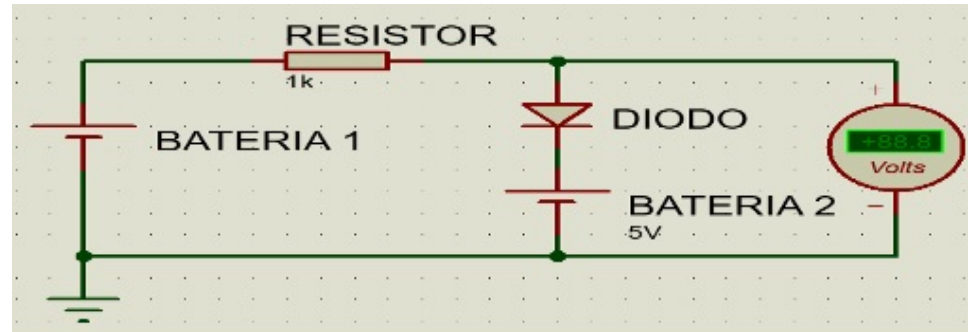 RESISTOR
1k
BATERIA 1
DIODO
BATERIA 2
5V
+88.8
Volts
+
−